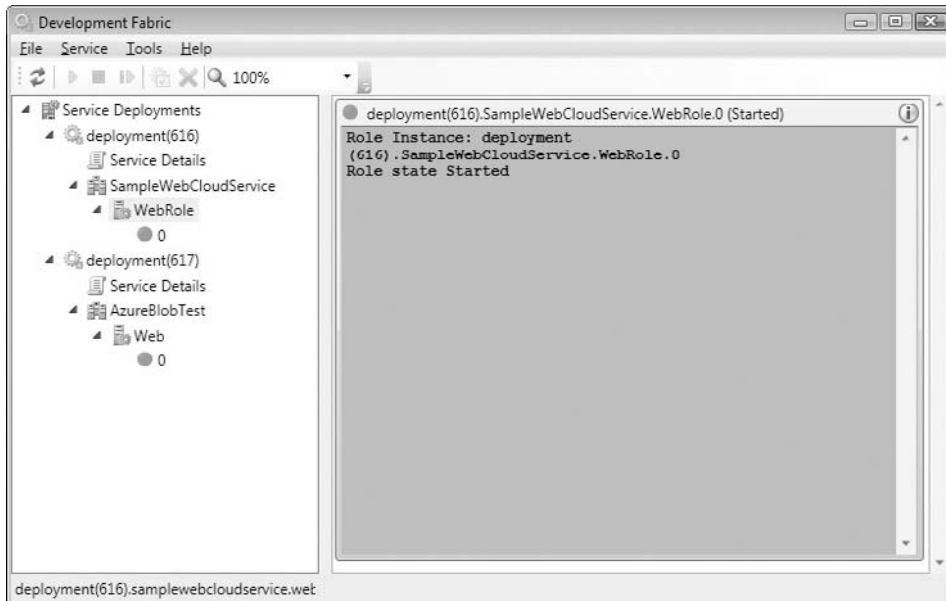 Development Fabric
File Service Tools Help
100%
Service Deployments
deployment(616)
Service Details
SampleWebCloudService
WebRole
0
deployment(617)
Service Details
AzureBlobTest
Web
0
deployment(616).SampleWebCloudService.WebRole.0 (Started)
Role Instance: deployment
(616).SampleWebCloudService.WebRole.0
Role state Started
deployment(616).samplewebcloudservice.wet